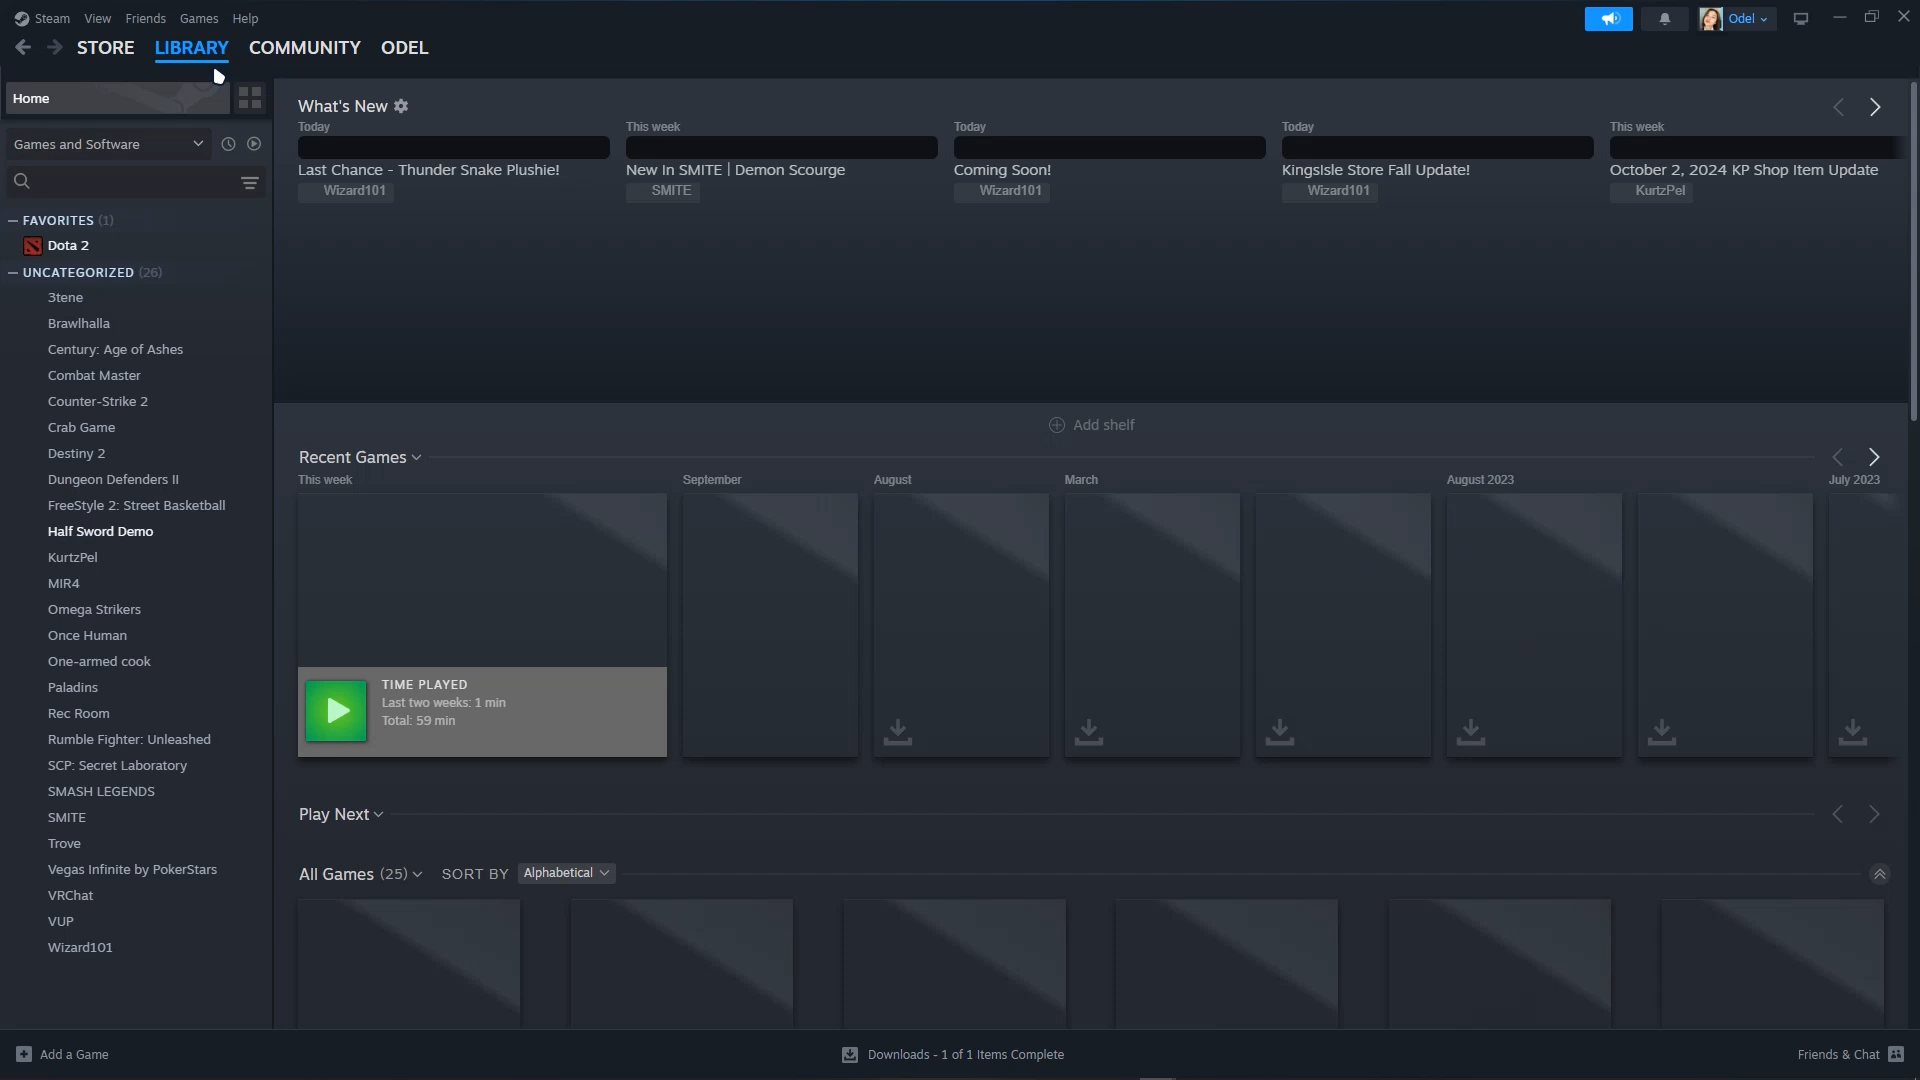 Steam View Friends Games Help
Odel
STORE LIBRARY COMMUNITY ODEL
Home
Games and Software
FAVORITES (1)
Dota 2
UNCATEGORIZED (26)
3tene
Brawlhalla
Century: Age of Ashes
Combat Master
Counter-Strike 2
Crab Game
Destiny 2
Dungeon Defenders II
FreeStyle 2: Street Basketball
Half Sword Demo
KurtzPel
MIR4
Omega Strikers
Once Human
One-armed cook
Paladins
Rec Room
Rumble Fighter: Unleashed
SCP: Secret Laboratory
SMASH LEGENDS
SMITE
Trove
Vegas Infinite by PokerStars
VRChat
VUP
Wizard101
What's New
Today
Last Chance - Thunder Snake Plushie!
Wizard101
This week
New In SMITE | Demon Scourge
SMITE
Today
Coming Soon!
Wizard101
Today
KingsIsle Store Fall Update!
Wizard101
This week
October 2, 2024 KP Shop Item Update
KurtzPel
Add shelf
Recent Games
This week September August March August 2023 July 2023
TIME PLAYED
Last two weeks: 1 min
Total: 59 min
Play Next
All Games (25) SORT BY Alphabetical
Add a Game
Downloads - 1 of 1 Items Complete
Friends & Chat